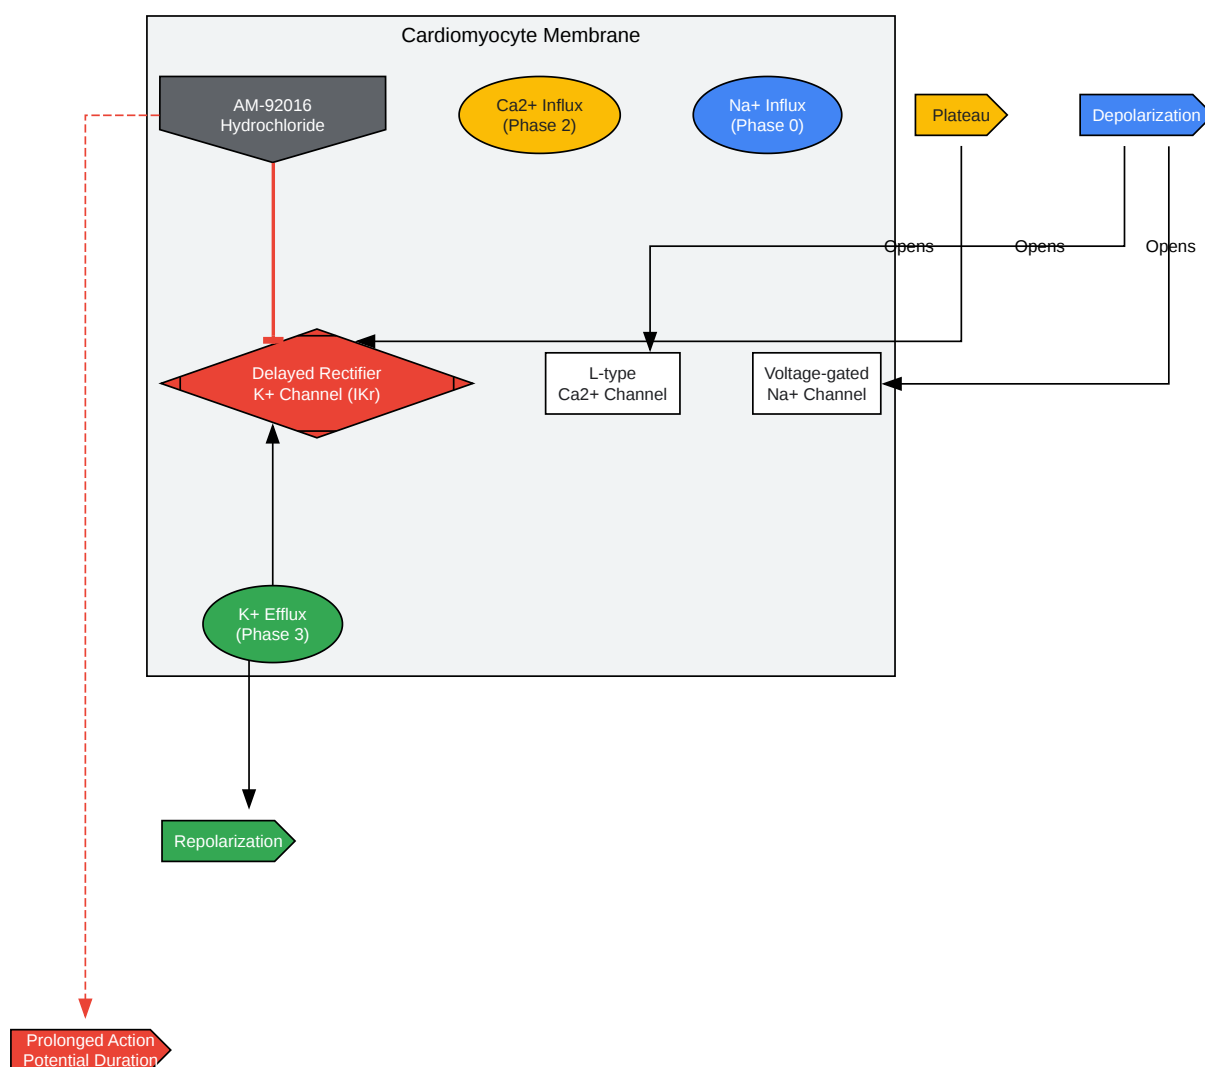 Cardiomyocyte Membrane
AM-92016
Hydrochloride
Ca2+ Influx
(Phase 2)
Na+ Influx
(Phase 0)
Plateau
Depolarization
Opens
Opens
Opens
Delayed Rectifier
K+ Channel (IKr)
L-type
Ca2+ Channel
Voltage-gated
Na+ Channel
K+ Efflux
(Phase 3)
Repolarization
Prolonged Action
Potential Duration